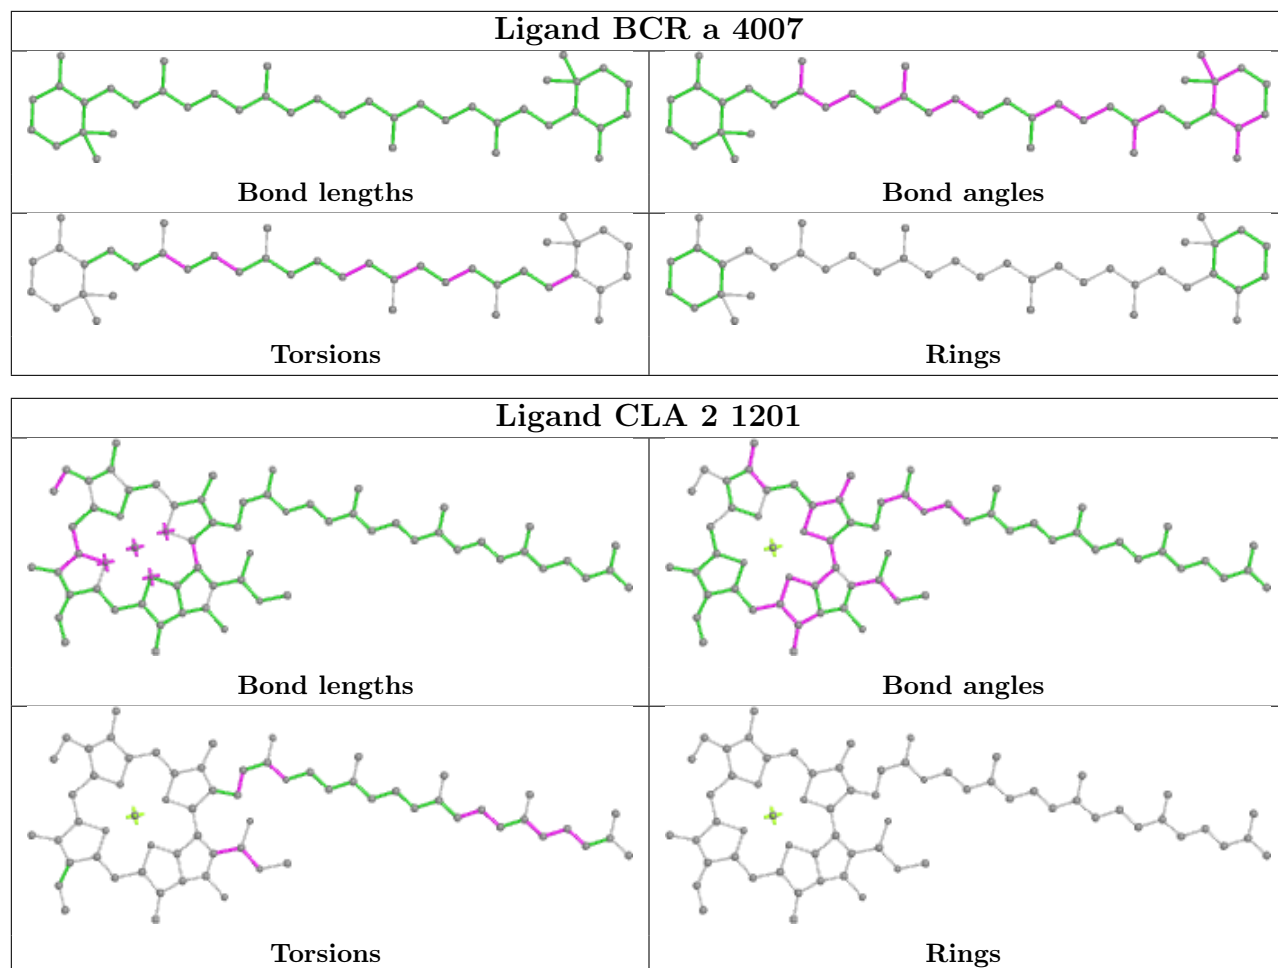 Ligand BCR a 4007
Bond lengths
Bond angles
Torsions
Rings
Ligand CLA 2 1201
Bond lengths
Bond angles
Torsions
Rings